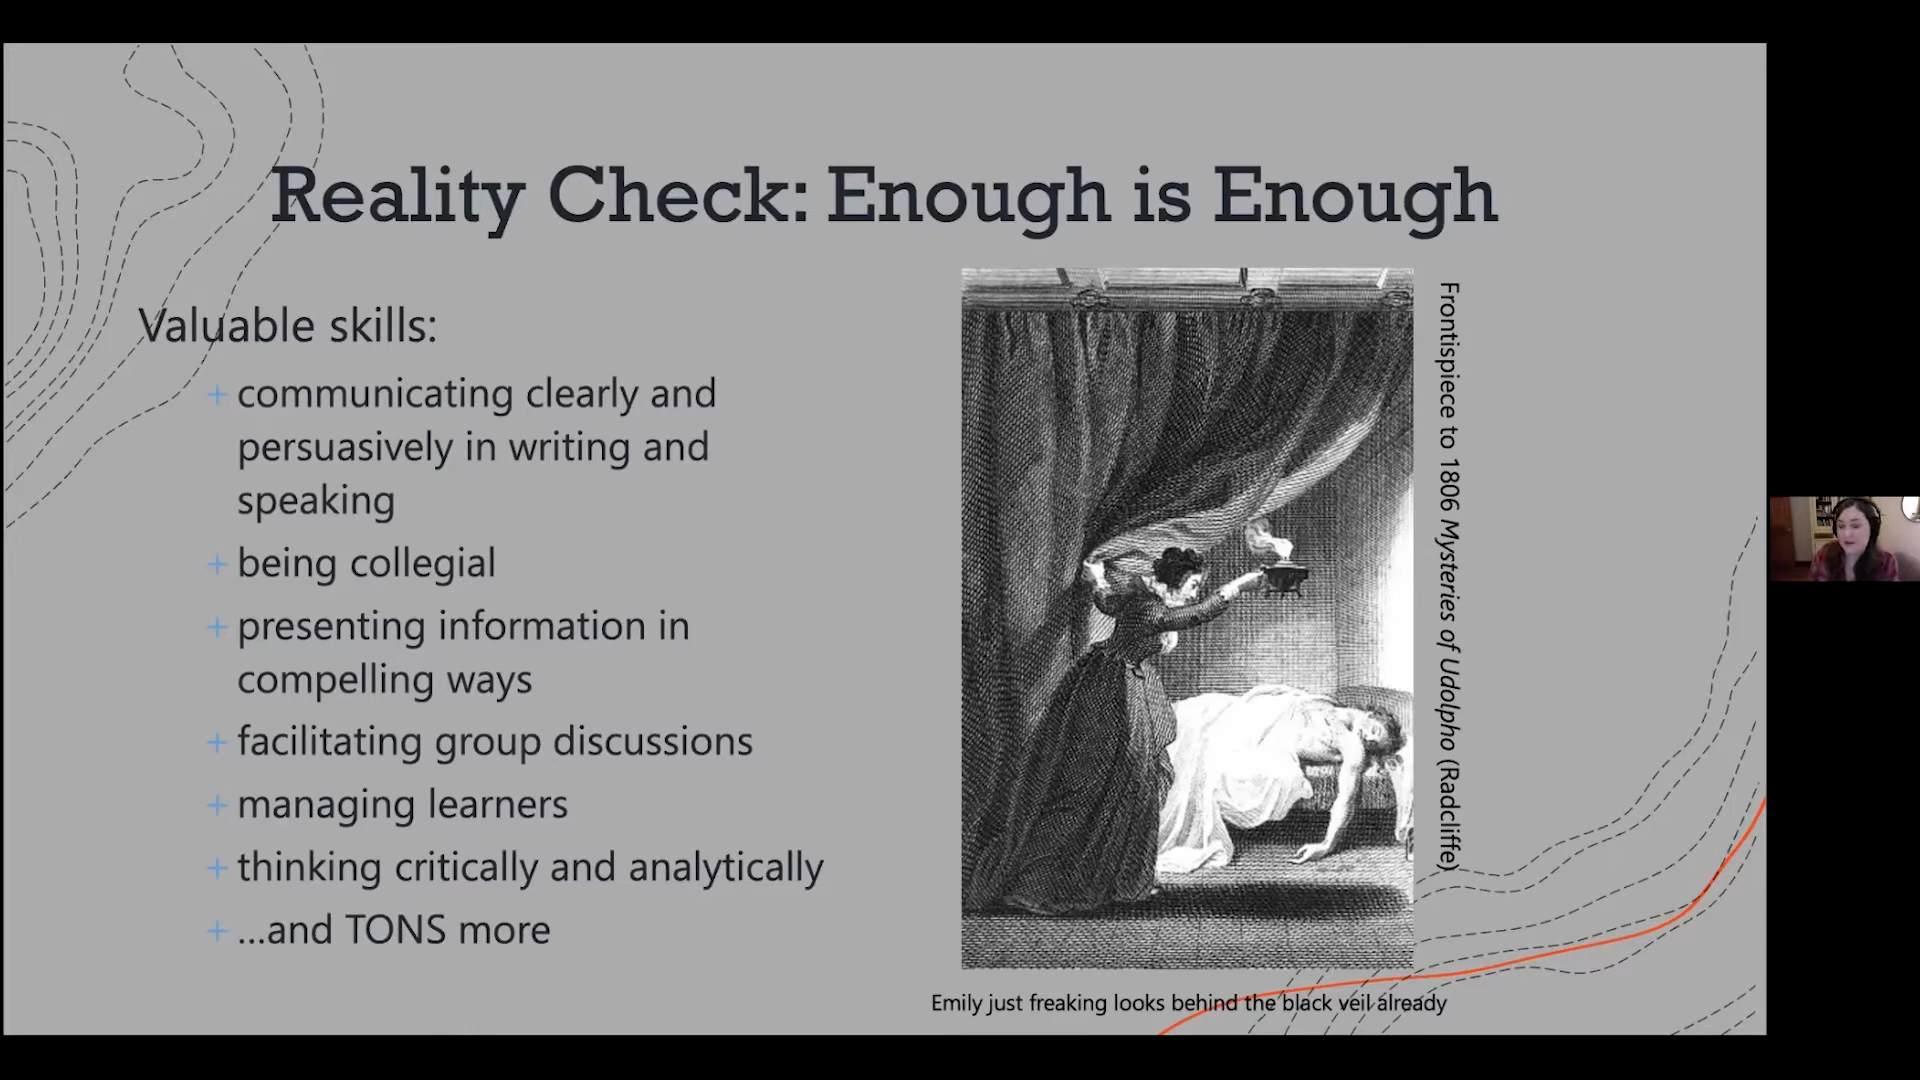 Reality Check: Enough is Enough
Valuable skills:
+ communicating clearly and
persuasively in writing and
speaking
+ being collegial
+ presenting information in
compelling ways
+ facilitating group discussions
+ managing learners
+ thinking critically and analytically
+ ...and TONS more
Frontispiece to 1806 Mysteries of Udolpho (Radcliffe)
Emily just freaking looks behind the black veil already